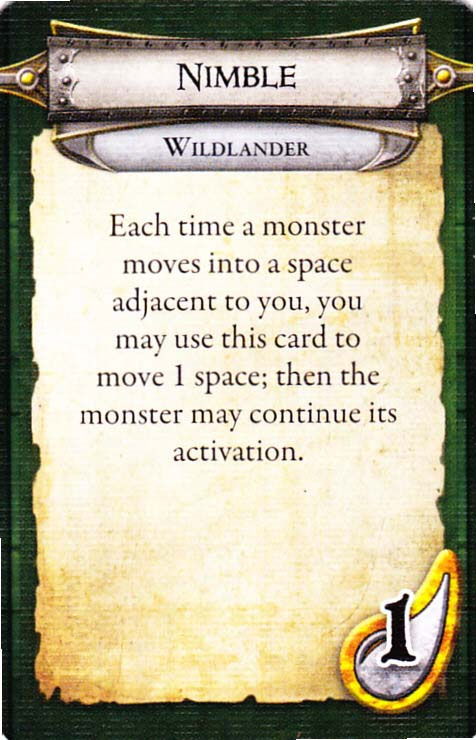 NIMBLE
WILDLANDER
Each time a monster
moves into a space
adjacent to you, you
may use this card to
move 1 space; then the
monster may continue its
activation.
1